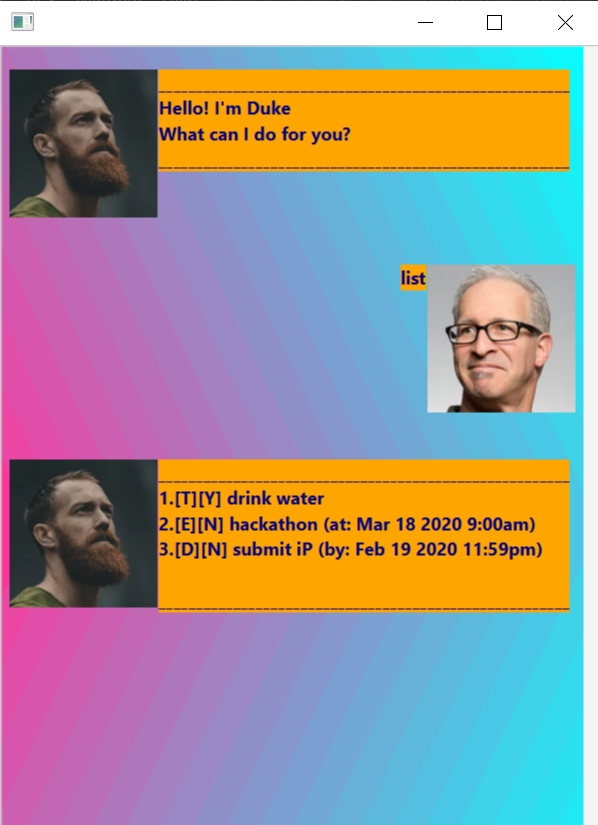 Hello! I'm Duke
What can I do for you?
list
1.[T][Y] drink water
2.[E][N] hackathon (at: Mar 18 2020 9:00am)
3.[D][N] submit iP (by: Feb 19 2020 11:59pm)